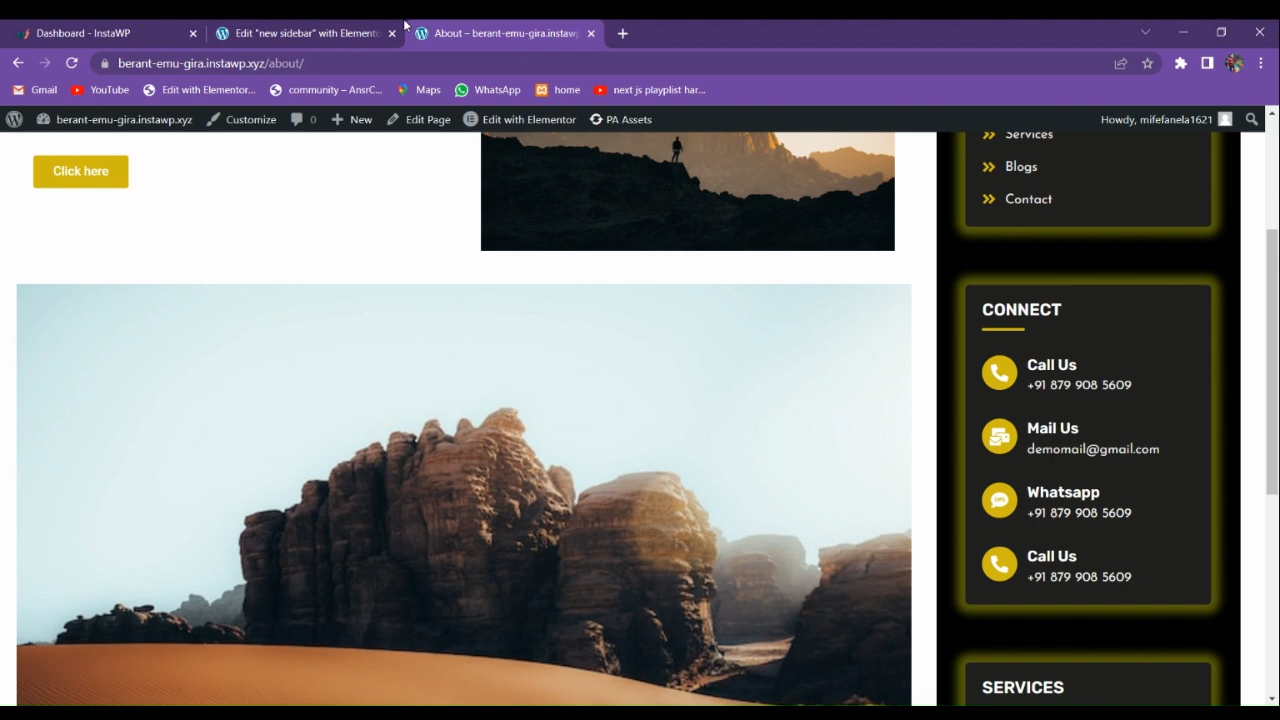 Dashboard - InstaWP
Edit "new sidebar" with Elemento
About – berant-emu-gira.instaw
berant-emu-gira.instawp.xyz/about/
Gmail
YouTube
Edit with Elementor...
community – AnsrC...
Maps
WhatsApp
home
next js playplist har...
berant-emu-gira.instawp.xyz
Customize
0
New
Edit Page
Edit with Elementor
PA Assets
Howdy, mifefanela1621
Click here
Services
Blogs
Contact
CONNECT
Call Us
+91 879 908 5609
Mail Us
demomail@gmail.com
Whatsapp
+91 879 908 5609
Call Us
+91 879 908 5609
SERVICES